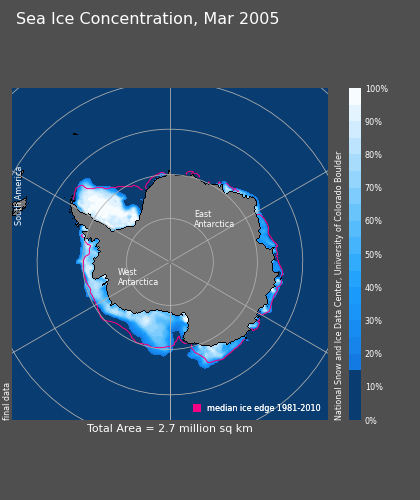 Sea Ice Concentration, Mar 2005
South America
East
Antarctica
West
Antarctica
final data
median ice edge 1981-2010
Total Area = 2.7 million sq km
National Snow and Ice Data Center, University of Colorado Boulder
100%
90%
80%
70%
60%
50%
40%
30%
20%
10%
0%